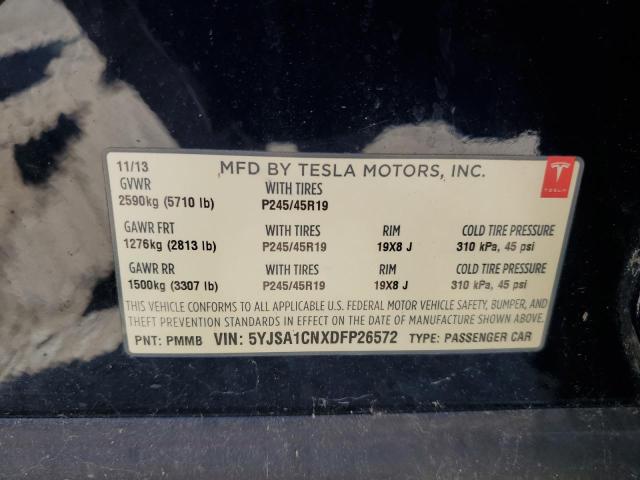 11/13 MFD BY TESLA MOTORS, INC.
GVWR WITH TIRES
2590kg (5710 lb) P245/45R19
TESLA
GAWR FRT WITH TIRES RIM COLD TIRE PRESSURE
1276kg (2813 lb) P245/45R19 19X8 J 310 kPa, 45 psi
GAWR RR WITH TIRES RIM COLD TIRE PRESSURE
1500kg (3307 lb) P245/45R19 19X8 J 310 kPa, 45 psi
THIS VEHICLE CONFORMS TO ALL APPLICABLE U.S. FEDERAL MOTOR VEHICLE SAFETY, BUMPER, AND
THEFT PREVENTION STANDARDS IN EFFECT ON THE DATE OF MANUFACTURE SHOWN ABOVE.
PNT: PMMB VIN: 5YJSA1CNXDFP26572 TYPE: PASSENGER CAR